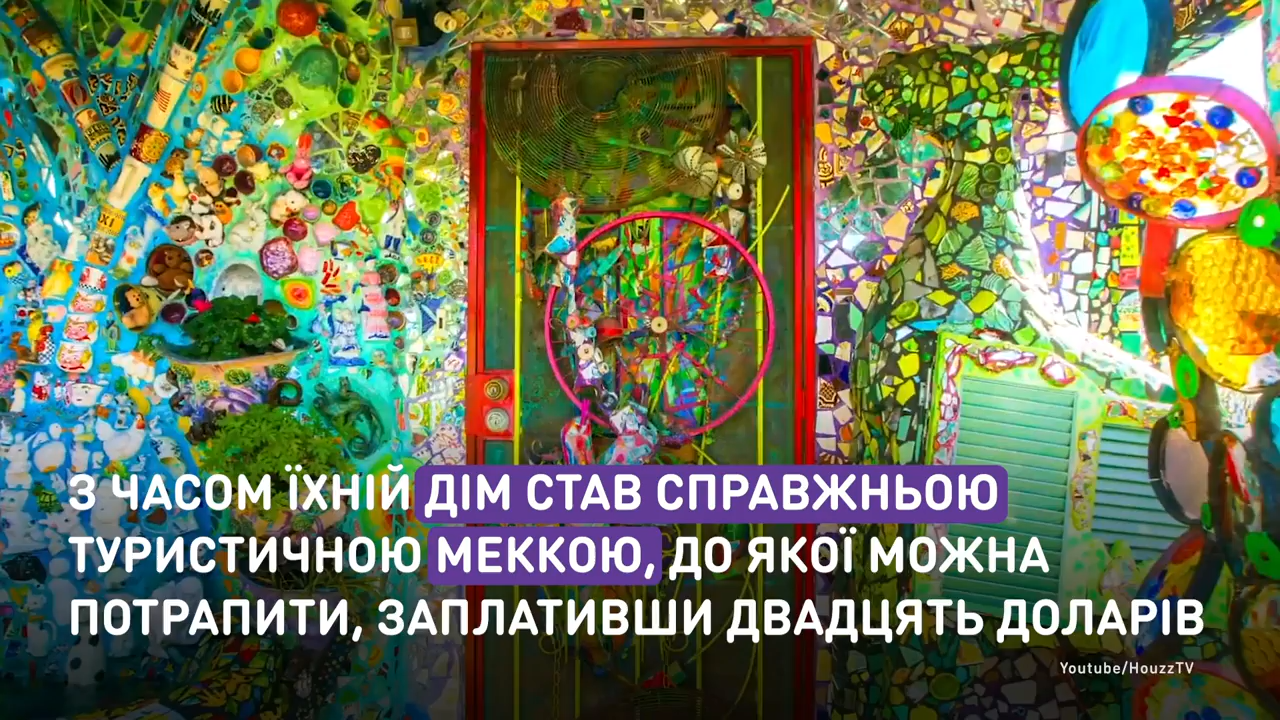 З ЧАСОМ ЇХНІЙ ДІМ СТАВ СПРАВЖНЬОЮ
ТУРИСТИЧНОЮ МЕККОЮ, ДО ЯКОЇ МОЖНА
ПОТРАПИТИ, ЗАПЛАТИВШИ ДВАДЦЯТЬ ДОЛАРІВ
Youtube/HouzzTV